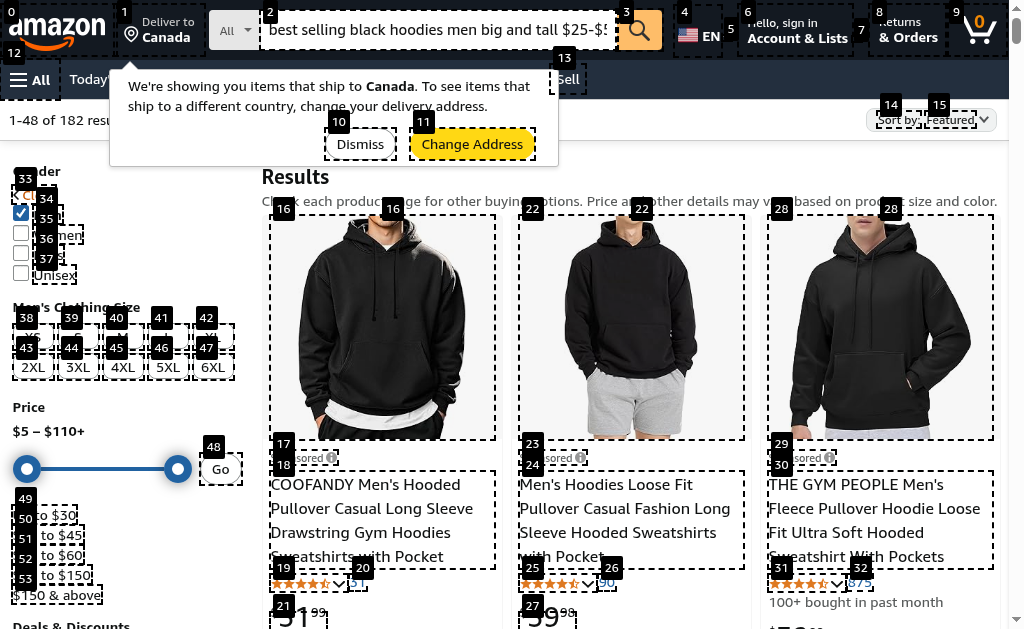 amazon
Deliver to
Canada
All
best selling black hoodies men big and tall $25-$5
EN
Hello, sign in
Account & Lists
Returns
& Orders
0
All
Today
Sell
We're showing you items that ship to Canada. To see items that
ship to a different country, change your delivery address.
Dismiss
Change Address
1-48 of 182
Sort by: Featured
Results
Check each product page for other buying options. Price and other details may vary based on product size and color.
Unisex
Men's Clothing Size
2XL
3XL
4XL
5XL
6XL
Price
$5 – $110+
Go
to $30
to $45
to $60
to $150
$150 & above
Deals & Discounts
COOFANDY Men's Hooded
Pullover Casual Long Sleeve
Drawstring Gym Hoodies
Sweatshirts with Pocket
31
99
Men's Hoodies Loose Fit
Pullover Casual Fashion Long
Sleeve Hooded Sweatshirts
with Pocket
90
98
THE GYM PEOPLE Men's
Fleece Pullover Hoodie Loose
Fit Ultra Soft Hooded
Sweatshirt With Pockets
875
100+ bought in past month
0
1
2
3
4
5
6
7
8
9
10
11
12
13
14
15
16
16
17
18
19
20
21
22
22
23
24
25
26
27
28
28
29
30
31
32
33
34
35
36
37
38
39
40
41
42
43
44
45
46
47
48
49
50
51
52
53